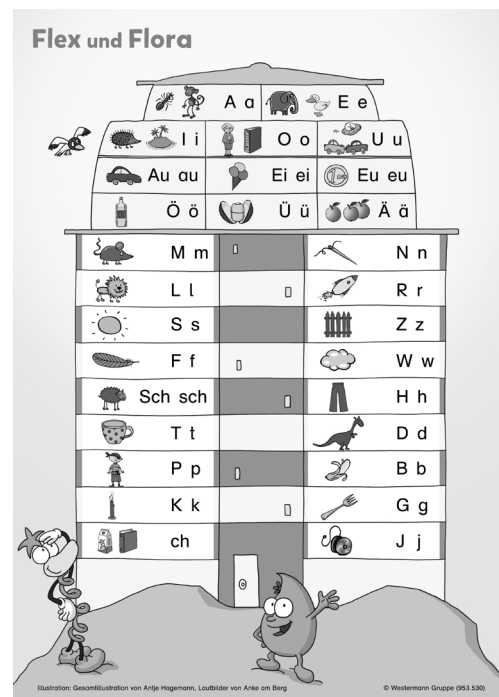 Flex und Flora
A a E e
I i O o U u
Au au Ei ei Eu eu
Ö ö Ü ü Ä ä
M m N n
L l R r
S s Z z
F f W w
Sch sch H h
T t D d
P p B b
K k G g
ch J j
Illustration: Gesamtillustration von Antje Hagemann, Lautbilder von Anke am Berg © Westermann Gruppe (953.530)